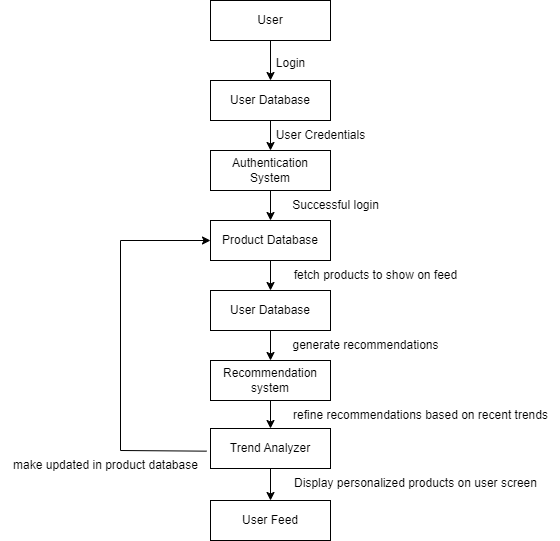 User
Login
User Database
User Credentials
Authentication
System
Successful login
Product Database
fetch products to show on feed
User Database
generate recommendations
Recommendation
system
refine recommendations based on recent trends
Trend Analyzer
make updated in product database
Display personalized products on user screen
User Feed